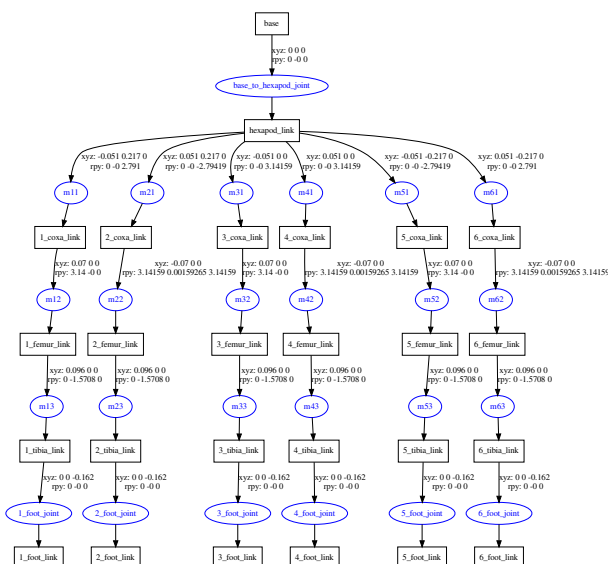 base
xyz: 0 0 0
rpy: 0 -0 0
base_to_hexapod_joint
hexapod_link
xyz: -0.051 0.217 0
rpy: 0 -0 2.791
xyz: 0.051 0.217 0
rpy: 0 -0 -2.79419
xyz: -0.051 0 0
rpy: 0 -0 3.14159
xyz: 0.051 0 0
rpy: 0 -0 3.14159
xyz: -0.051 -0.217 0
rpy: 0 -0 -2.79419
xyz: 0.051 -0.217 0
rpy: 0 -0 2.791
m11
m21
m31
m41
m51
m61
1_coxa_link
2_coxa_link
3_coxa_link
4_coxa_link
5_coxa_link
6_coxa_link
xyz: 0.07 0 0
rpy: 3.14 -0 0
xyz: -0.07 0 0
rpy: 3.14159 0.00159265 3.14159
xyz: 0.07 0 0
rpy: 3.14 -0 0
xyz: -0.07 0 0
rpy: 3.14159 0.00159265 3.14159
xyz: 0.07 0 0
rpy: 3.14 -0 0
xyz: -0.07 0 0
rpy: 3.14159 0.00159265 3.14159
m12
m22
m32
m42
m52
m62
1_femur_link
2_femur_link
3_femur_link
4_femur_link
5_femur_link
6_femur_link
xyz: 0.096 0 0
rpy: 0 -1.5708 0
xyz: 0.096 0 0
rpy: 0 -1.5708 0
xyz: 0.096 0 0
rpy: 0 -1.5708 0
xyz: 0.096 0 0
rpy: 0 -1.5708 0
xyz: 0.096 0 0
rpy: 0 -1.5708 0
xyz: 0.096 0 0
rpy: 0 -1.5708 0
m13
m23
m33
m43
m53
m63
1_tibia_link
2_tibia_link
3_tibia_link
4_tibia_link
5_tibia_link
6_tibia_link
xyz: 0 0 -0.162
rpy: 0 -0 0
xyz: 0 0 -0.162
rpy: 0 -0 0
xyz: 0 0 -0.162
rpy: 0 -0 0
xyz: 0 0 -0.162
rpy: 0 -0 0
xyz: 0 0 -0.162
rpy: 0 -0 0
xyz: 0 0 -0.162
rpy: 0 -0 0
1_foot_joint
2_foot_joint
3_foot_joint
4_foot_joint
5_foot_joint
6_foot_joint
1_foot_link
2_foot_link
3_foot_link
4_foot_link
5_foot_link
6_foot_link